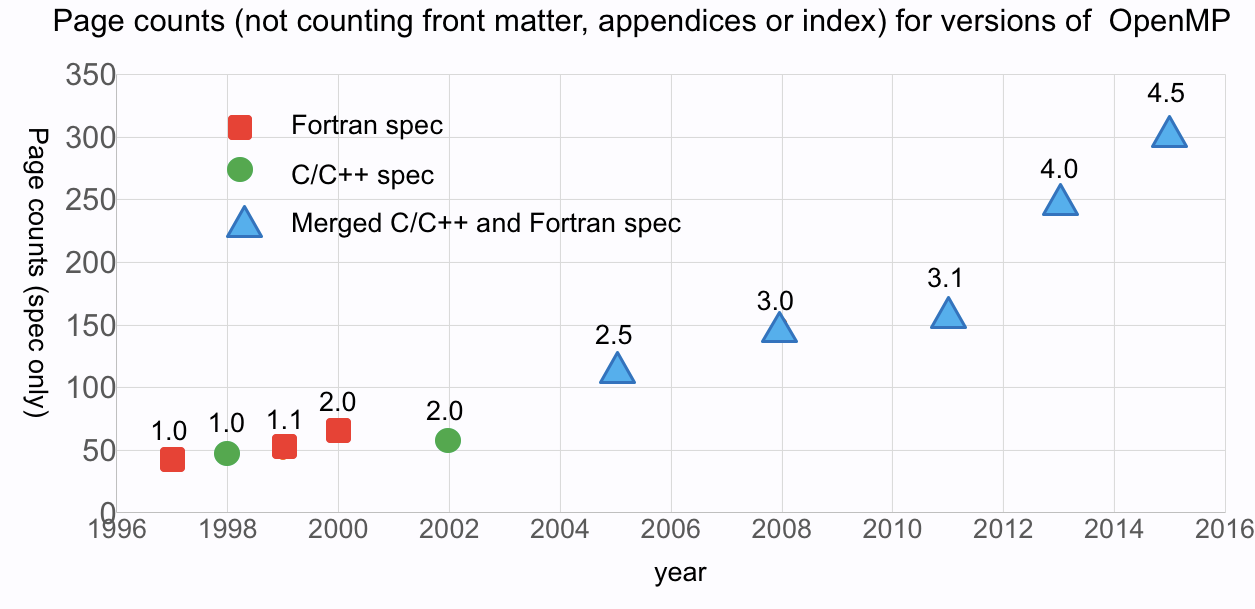 Page counts (not counting front matter, appendices or index) for versions of OpenMP
350
300
250
200
150
100
50
0
Page counts (spec only)
Fortran spec
C/C++ spec
Merged C/C++ and Fortran spec
1.0
1.0
1.1
2.0
2.0
2.5
3.0
3.1
4.0
4.5
1996 1998 2000 2002 2004 2006 2008 2010 2012 2014 2016
year